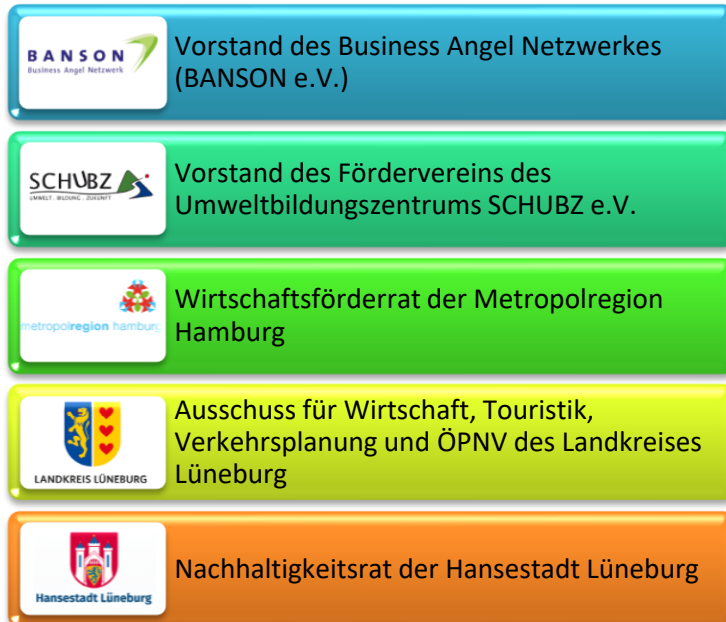 BANSON
Business Angel Netzwerk
Vorstand des Business Angel Netzwerkes
(BANSON e.V.)
SCHUBZ
UMWELT . BILDUNG . ZUKUNFT
Vorstand des Fördervereins des
Umweltbildungszentrums SCHUBZ e.V.
metropolregion hamburg
Wirtschaftsförderrat der Metropolregion
Hamburg
LANDKREIS LÜNEBURG
Ausschuss für Wirtschaft, Touristik,
Verkehrsplanung und ÖPNV des Landkreises
Lüneburg
Hansestadt Lüneburg
Nachhaltigkeitsrat der Hansestadt Lüneburg